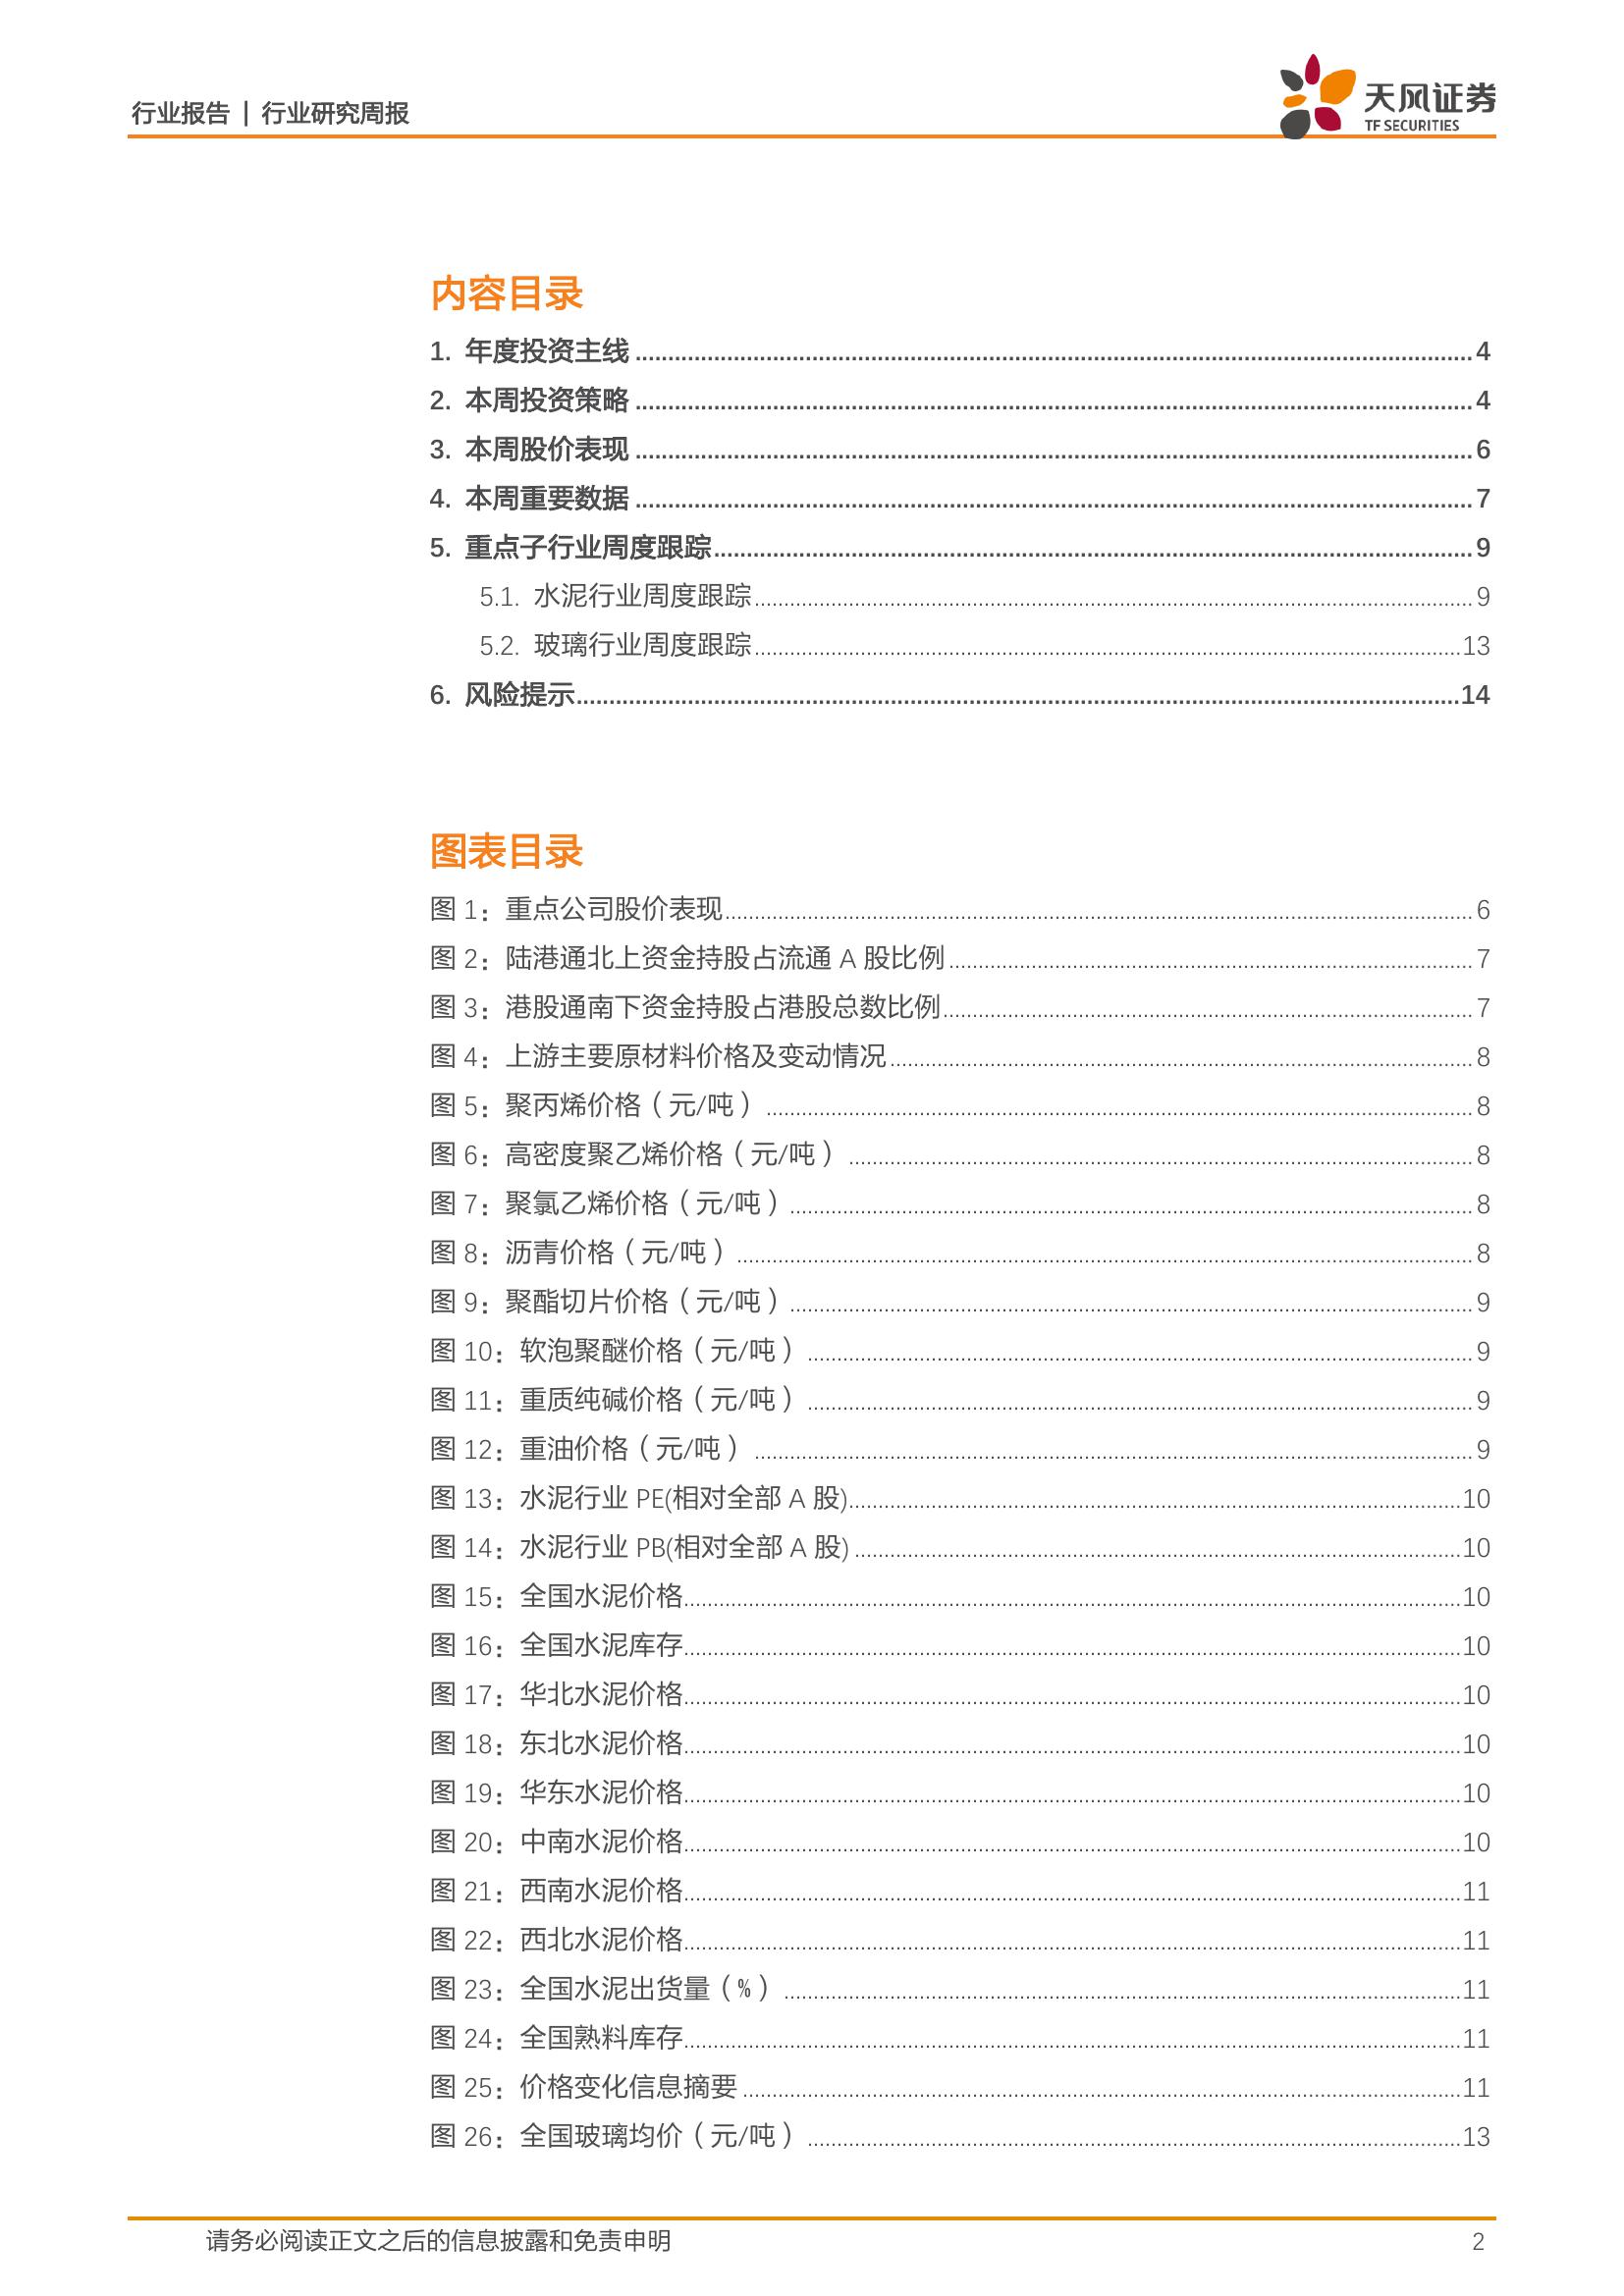 行业报告 | 行业研究周报
天风证券
TF SECURITIES
内容目录
1. 年度投资主线 4
2. 本周投资策略 4
3. 本周股价表现 6
4. 本周重要数据 7
5. 重点子行业周度跟踪 9
5.1. 水泥行业周度跟踪 9
5.2. 玻璃行业周度跟踪 13
6. 风险提示 14
图表目录
图 1：重点公司股价表现 6
图 2：陆港通北上资金持股占流通 A 股比例 7
图 3：港股通南下资金持股占港股总数比例 7
图 4：上游主要原材料价格及变动情况 8
图 5：聚丙烯价格（元/吨） 8
图 6：高密度聚乙烯价格（元/吨） 8
图 7：聚氯乙烯价格（元/吨） 8
图 8：沥青价格（元/吨） 8
图 9：聚酯切片价格（元/吨） 9
图 10：软泡聚醚价格（元/吨） 9
图 11：重质纯碱价格（元/吨） 9
图 12：重油价格（元/吨） 9
图 13：水泥行业 PE(相对全部 A 股) 10
图 14：水泥行业 PB(相对全部 A 股) 10
图 15：全国水泥价格 10
图 16：全国水泥库存 10
图 17：华北水泥价格 10
图 18：东北水泥价格 10
图 19：华东水泥价格 10
图 20：中南水泥价格 10
图 21：西南水泥价格 11
图 22：西北水泥价格 11
图 23：全国水泥出货量（%） 11
图 24：全国熟料库存 11
图 25：价格变化信息摘要 11
图 26：全国玻璃均价（元/吨） 13
请务必阅读正文之后的信息披露和免责申明 2